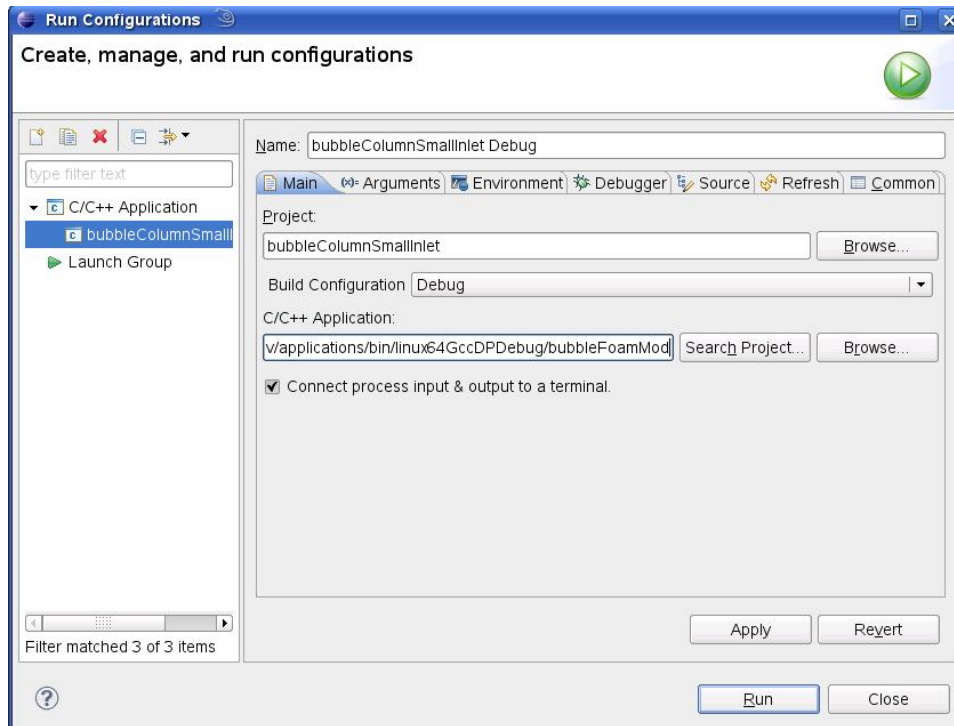 Run Configurations
Create, manage, and run configurations
type filter text
C/C++ Application
bubbleColumnSmallI
Launch Group
Filter matched 3 of 3 items
Name: bubbleColumnSmallInlet Debug
Main (x)= Arguments Environment Debugger Source Refresh Common
Project:
bubbleColumnSmallInlet Browse...
Build Configuration Debug
C/C++ Application:
v/applications/bin/linux64GccDPDebug/bubbleFoamMod Search Project... Browse...
Connect process input & output to a terminal.
Apply Revert
? Run Close